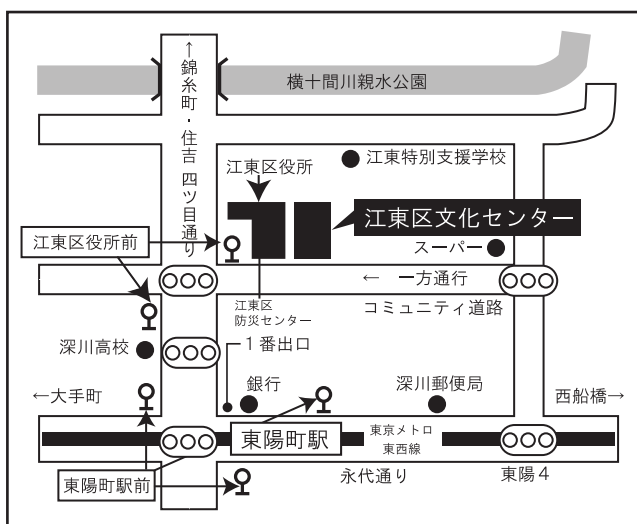 横十間川親水公園
↑錦糸町・住吉 四ツ目通り
江東区役所
江東特別支援学校
江東区文化センター
江東区役所前
スーパー
← 一方通行
コミュニティ道路
江東区
防災センター
深川高校
1番出口
←大手町
銀行
深川郵便局
西船橋→
東陽町駅
東京メトロ
東西線
永代通り
東陽4
東陽町駅前